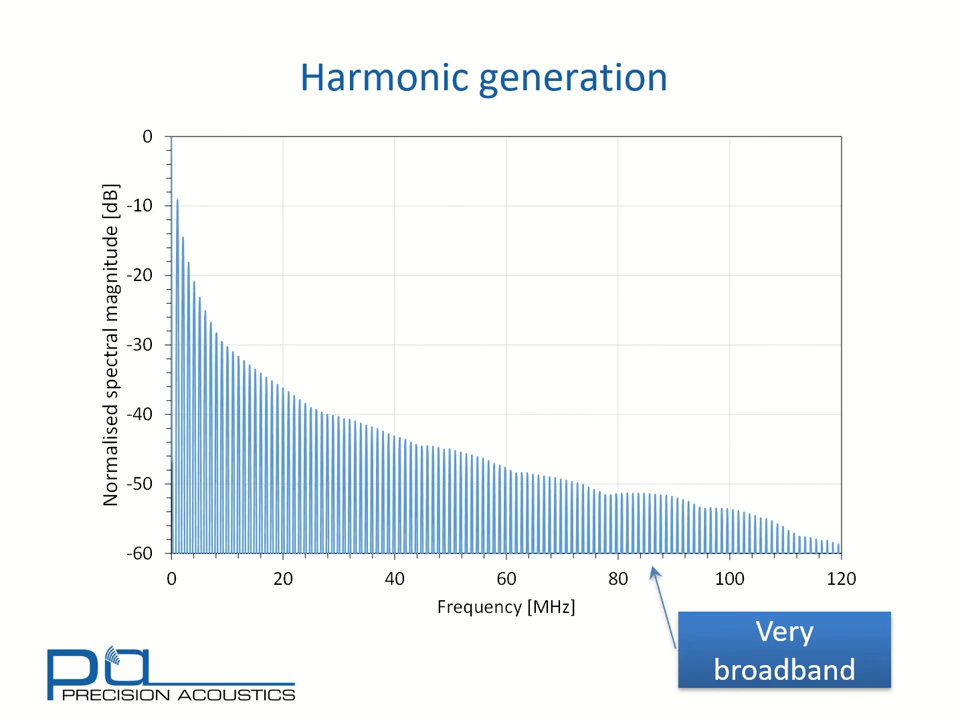 Harmonic generation
Normalised spectral magnitude [dB]
0
-10
-20
-30
-40
-50
-60
0 20 40 60 80 100 120
Frequency [MHz]
Very
broadband
pa
PRECISION ACOUSTICS